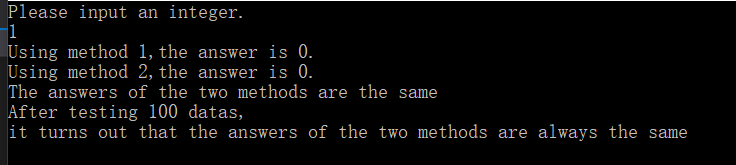 Please input an integer.
1
Using method 1,the answer is 0.
Using method 2,the answer is 0.
The answers of the two methods are the same
After testing 100 datas,
it turns out that the answers of the two methods are always the same